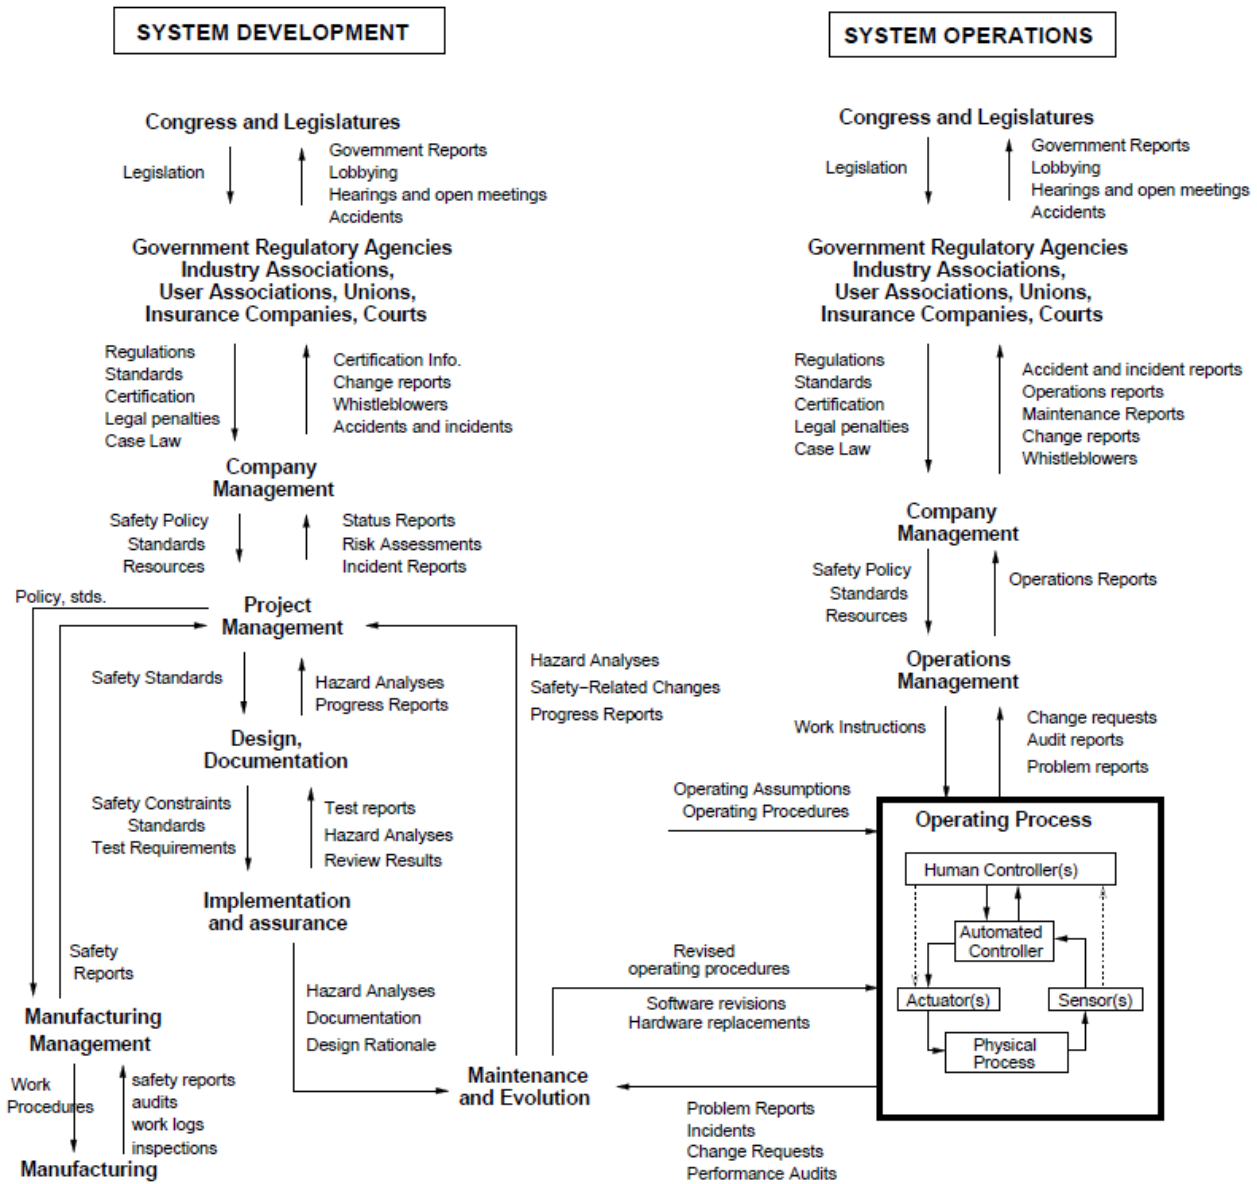 SYSTEM DEVELOPMENT
Congress and Legislatures
Legislation
Government Reports
Lobbying
Hearings and open meetings
Accidents
Government Regulatory Agencies
Industry Associations,
User Associations, Unions,
Insurance Companies, Courts
Regulations
Standards
Certification
Legal penalties
Case Law
Certification Info.
Change reports
Whistleblowers
Accidents and incidents
Company
Management
Safety Policy
Standards
Resources
Status Reports
Risk Assessments
Incident Reports
Policy, stds.
Project
Management
Safety Standards
Hazard Analyses
Progress Reports
Hazard Analyses
Safety-Related Changes
Progress Reports
Design,
Documentation
Safety Constraints
Standards
Test Requirements
Test reports
Hazard Analyses
Review Results
Implementation
and assurance
Safety
Reports
Hazard Analyses
Documentation
Design Rationale
Manufacturing
Management
Work
Procedures
safety reports
audits
work logs
inspections
Manufacturing
Maintenance
and Evolution
SYSTEM OPERATIONS
Congress and Legislatures
Legislation
Government Reports
Lobbying
Hearings and open meetings
Accidents
Government Regulatory Agencies
Industry Associations,
User Associations, Unions,
Insurance Companies, Courts
Regulations
Standards
Certification
Legal penalties
Case Law
Accident and incident reports
Operations reports
Maintenance Reports
Change reports
Whistleblowers
Company
Management
Safety Policy
Standards
Resources
Operations Reports
Operations
Management
Work Instructions
Change requests
Audit reports
Problem reports
Operating Assumptions
Operating Procedures
Operating Process
Human Controller(s)
Automated
Controller
Actuator(s)
Sensor(s)
Physical
Process
Revised
operating procedures
Software revisions
Hardware replacements
Problem Reports
Incidents
Change Requests
Performance Audits